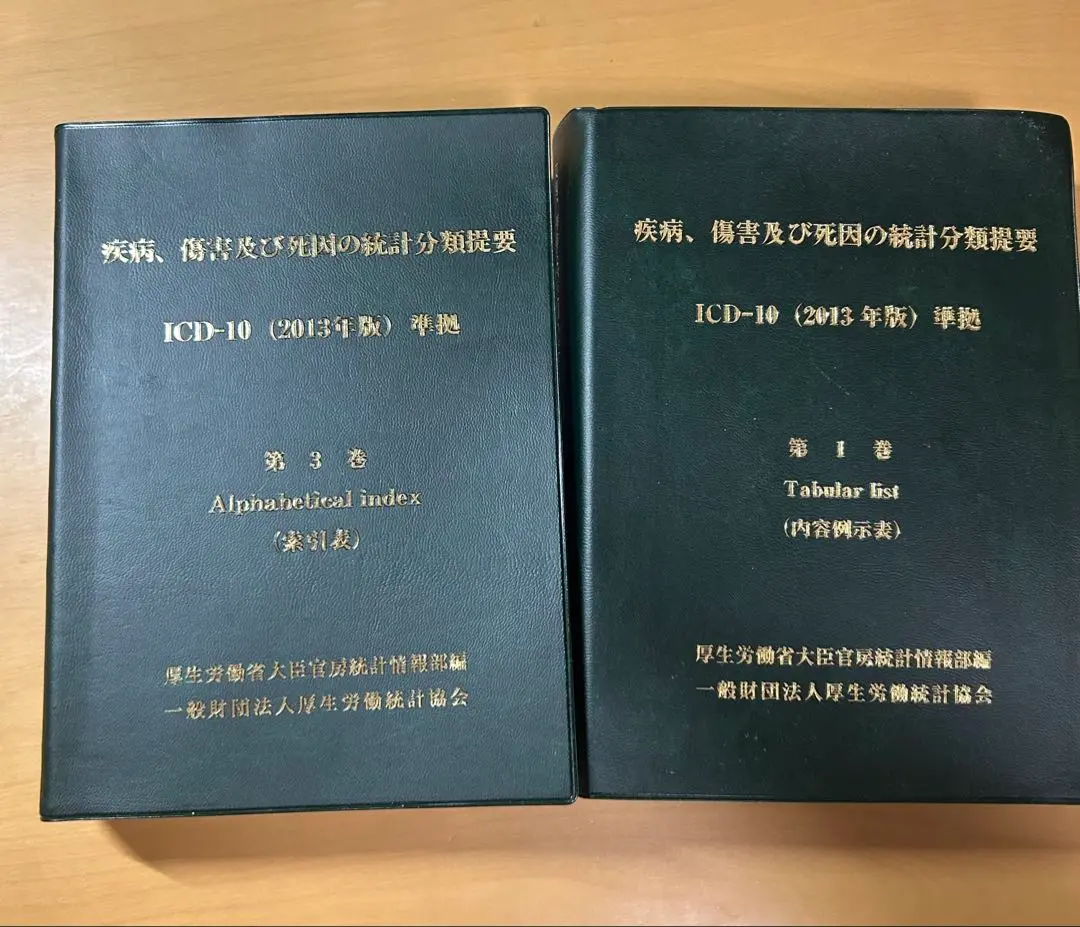 疾病、傷害及び死因の統計分類提要
ICD-10（2013年版）準拠
第 3 巻
Alphabetical index
（索引表）
厚生労働省大臣官房統計情報部編
一般財団法人厚生労働統計協会
疾病、傷害及び死因の統計分類提要
ICD-10（2013年版）準拠
第 1 巻
Tabular list
（内容例示表）
厚生労働省大臣官房統計情報部編
一般財団法人厚生労働統計協会